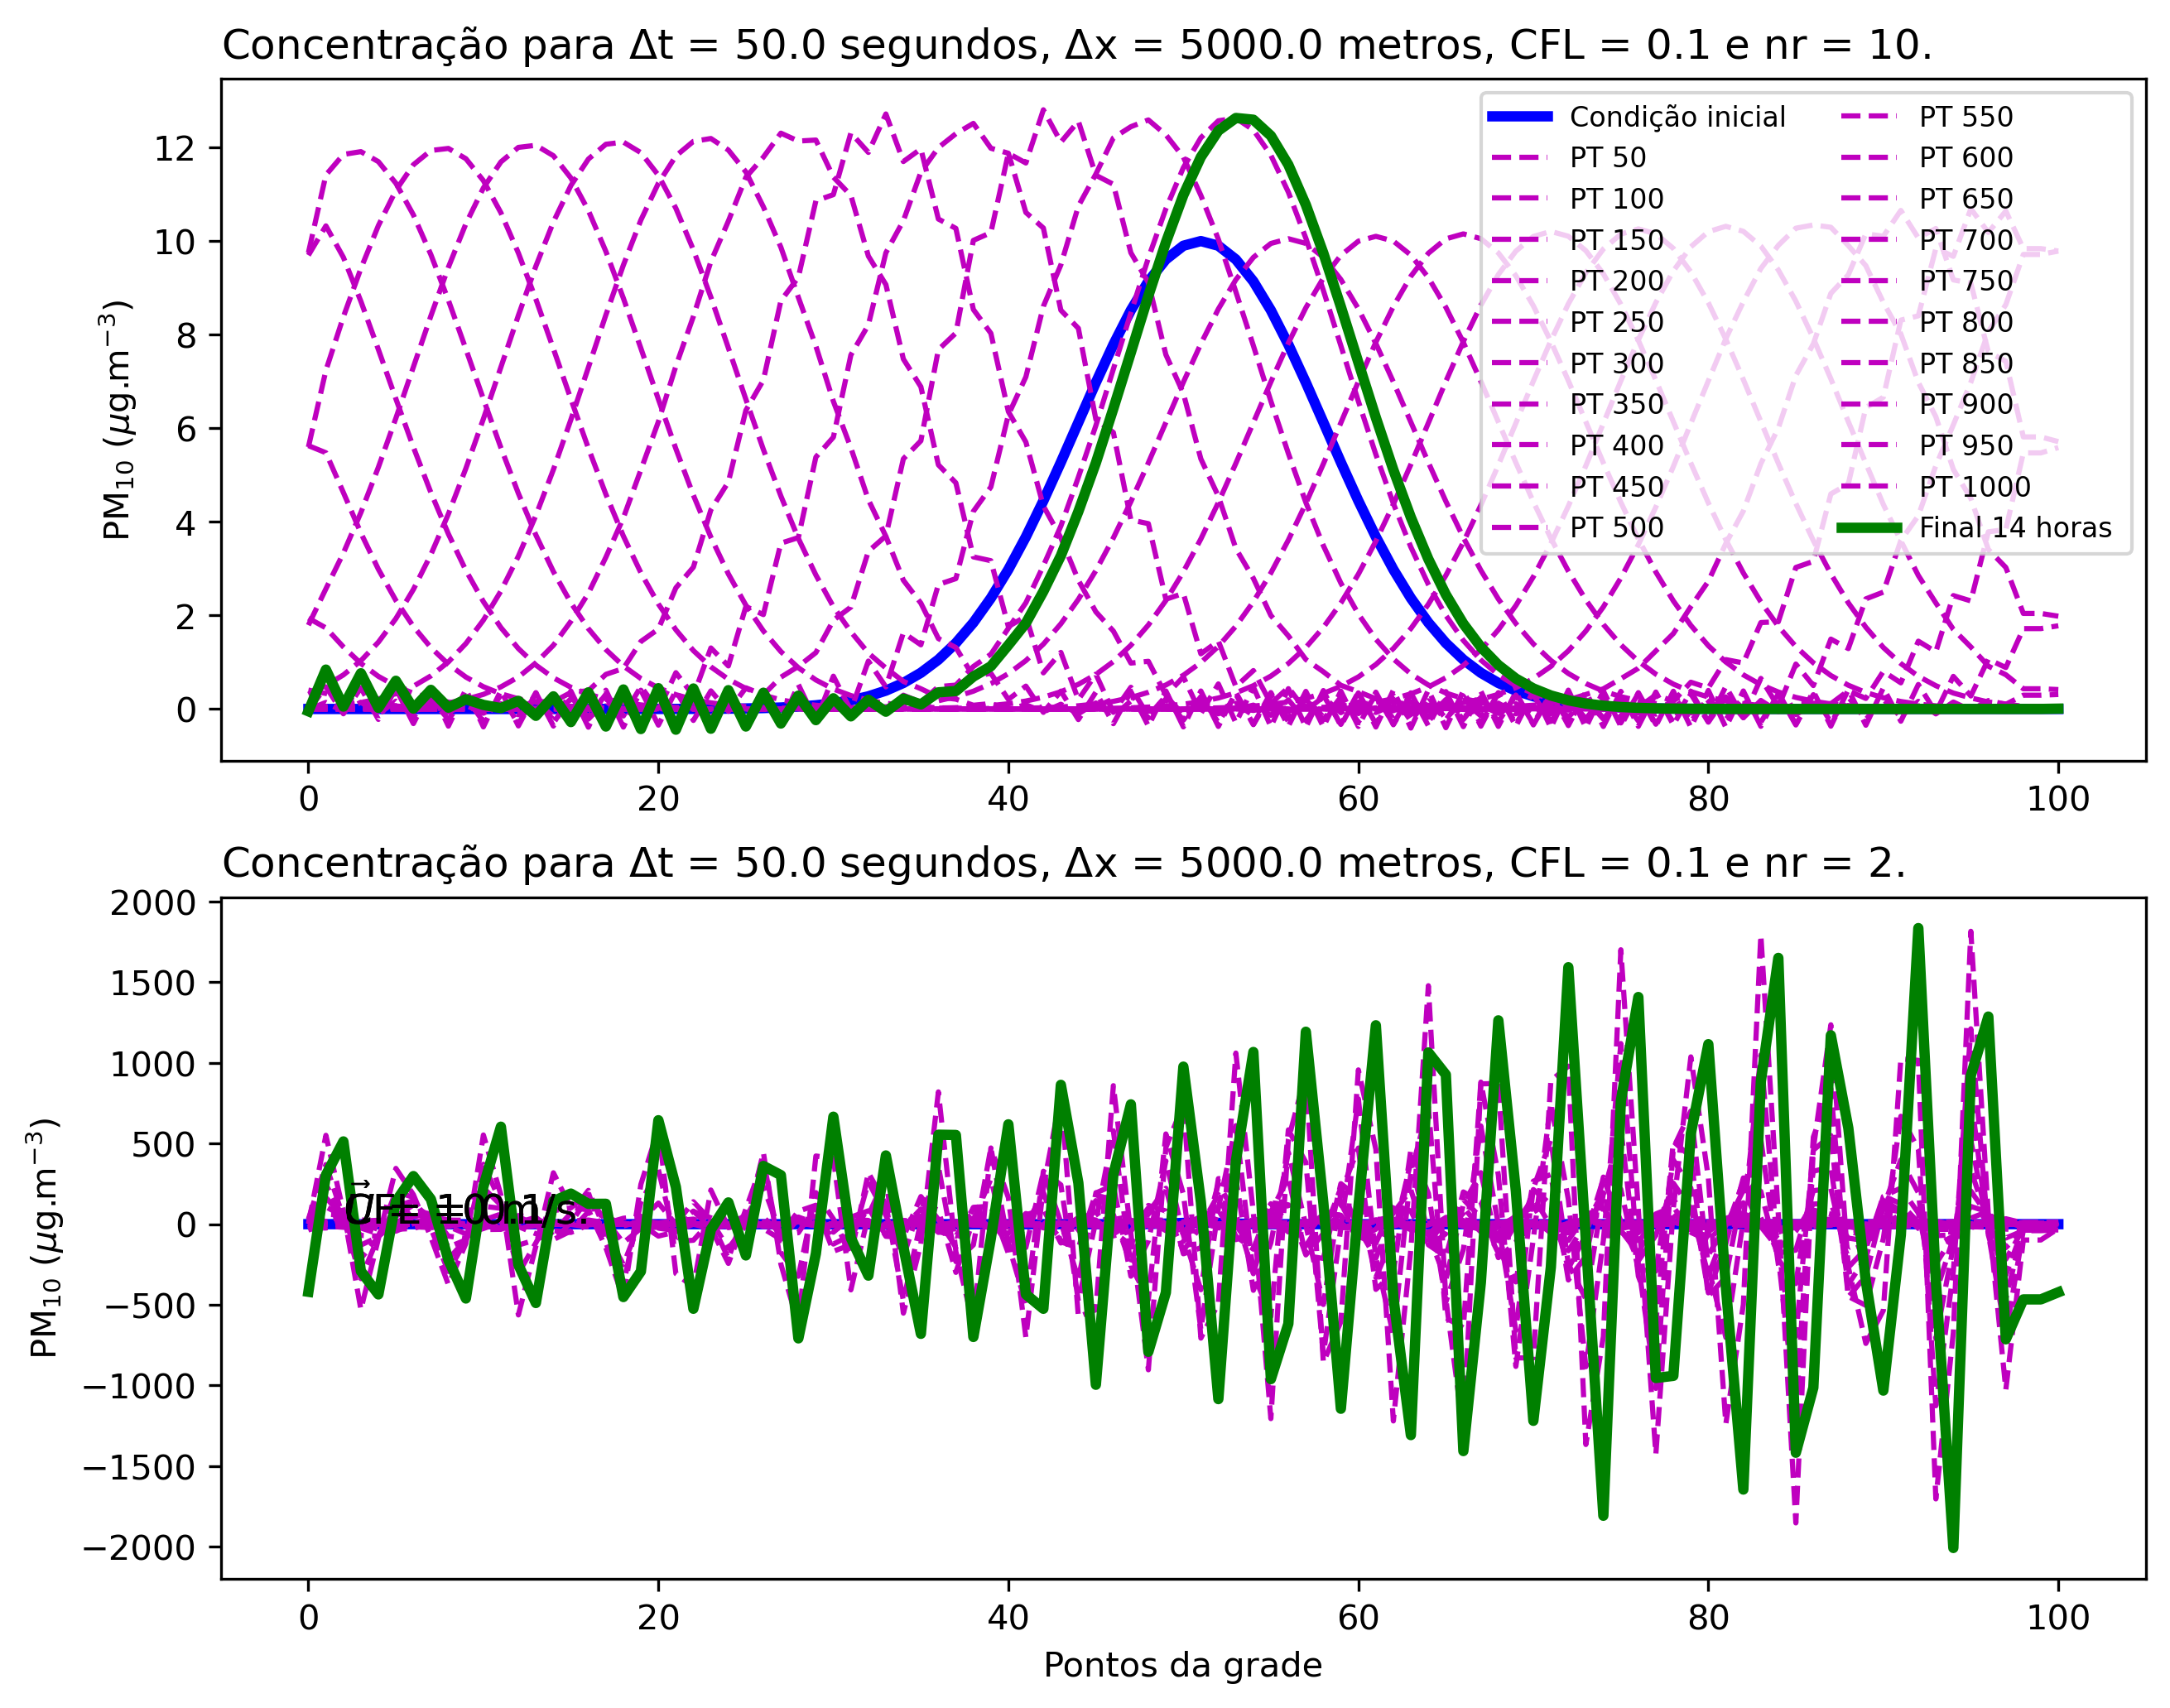 Concentração para Δt = 50.0 segundos, Δx = 5000.0 metros, CFL = 0.1 e nr = 10.
PM₁₀ (μg.m⁻³)
12
10
8
6
4
2
0
0 20 40 60 80 100
Condição inicial
PT 50
PT 100
PT 150
PT 200
PT 250
PT 300
PT 350
PT 400
PT 450
PT 500
PT 550
PT 600
PT 650
PT 700
PT 750
PT 800
PT 850
PT 900
PT 950
PT 1000
Final 14 horas
Concentração para Δt = 50.0 segundos, Δx = 5000.0 metros, CFL = 0.1 e nr = 2.
PM₁₀ (μg.m⁻³)
2000
1500
1000
500
0
−500
−1000
−1500
−2000
0 20 40 60 80 100
Pontos da grade